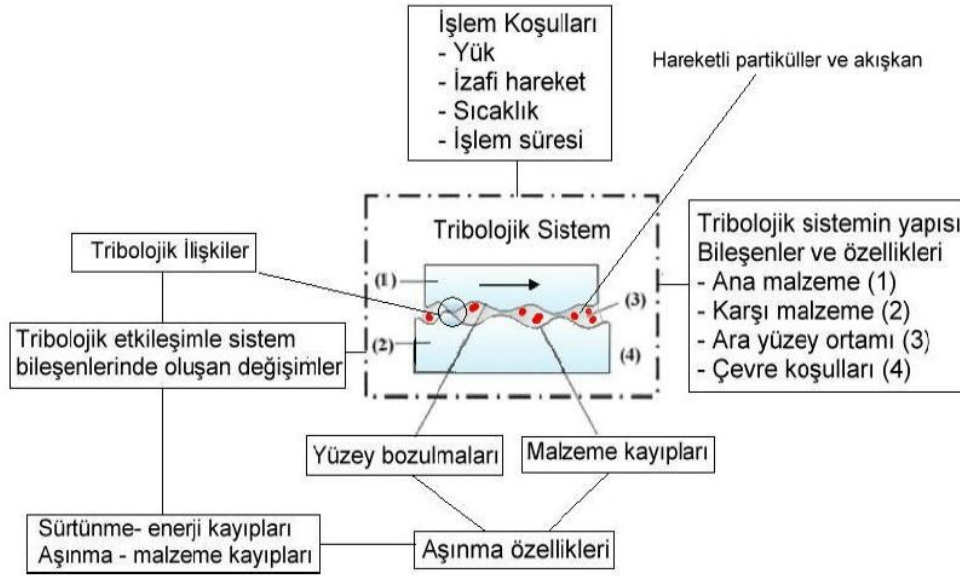 İşlem Koşulları
- Yük
- İzafi hareket
- Sıcaklık
- İşlem süresi
Hareketli partiküller ve akışkan
Tribolojik Sistem
Tribolojik İlişkiler
(1)
(2)
(3)
(4)
Tribolojik sistemin yapısı
Bileşenler ve özellikleri
- Ana malzeme (1)
- Karşı malzeme (2)
- Ara yüzey ortamı (3)
- Çevre koşulları (4)
Tribolojik etkileşimle sistem
bileşenlerinde oluşan değişimler
Yüzey bozulmaları
Malzeme kayıpları
Sürtünme- enerji kayıpları
Aşınma - malzeme kayıpları
Aşınma özellikleri